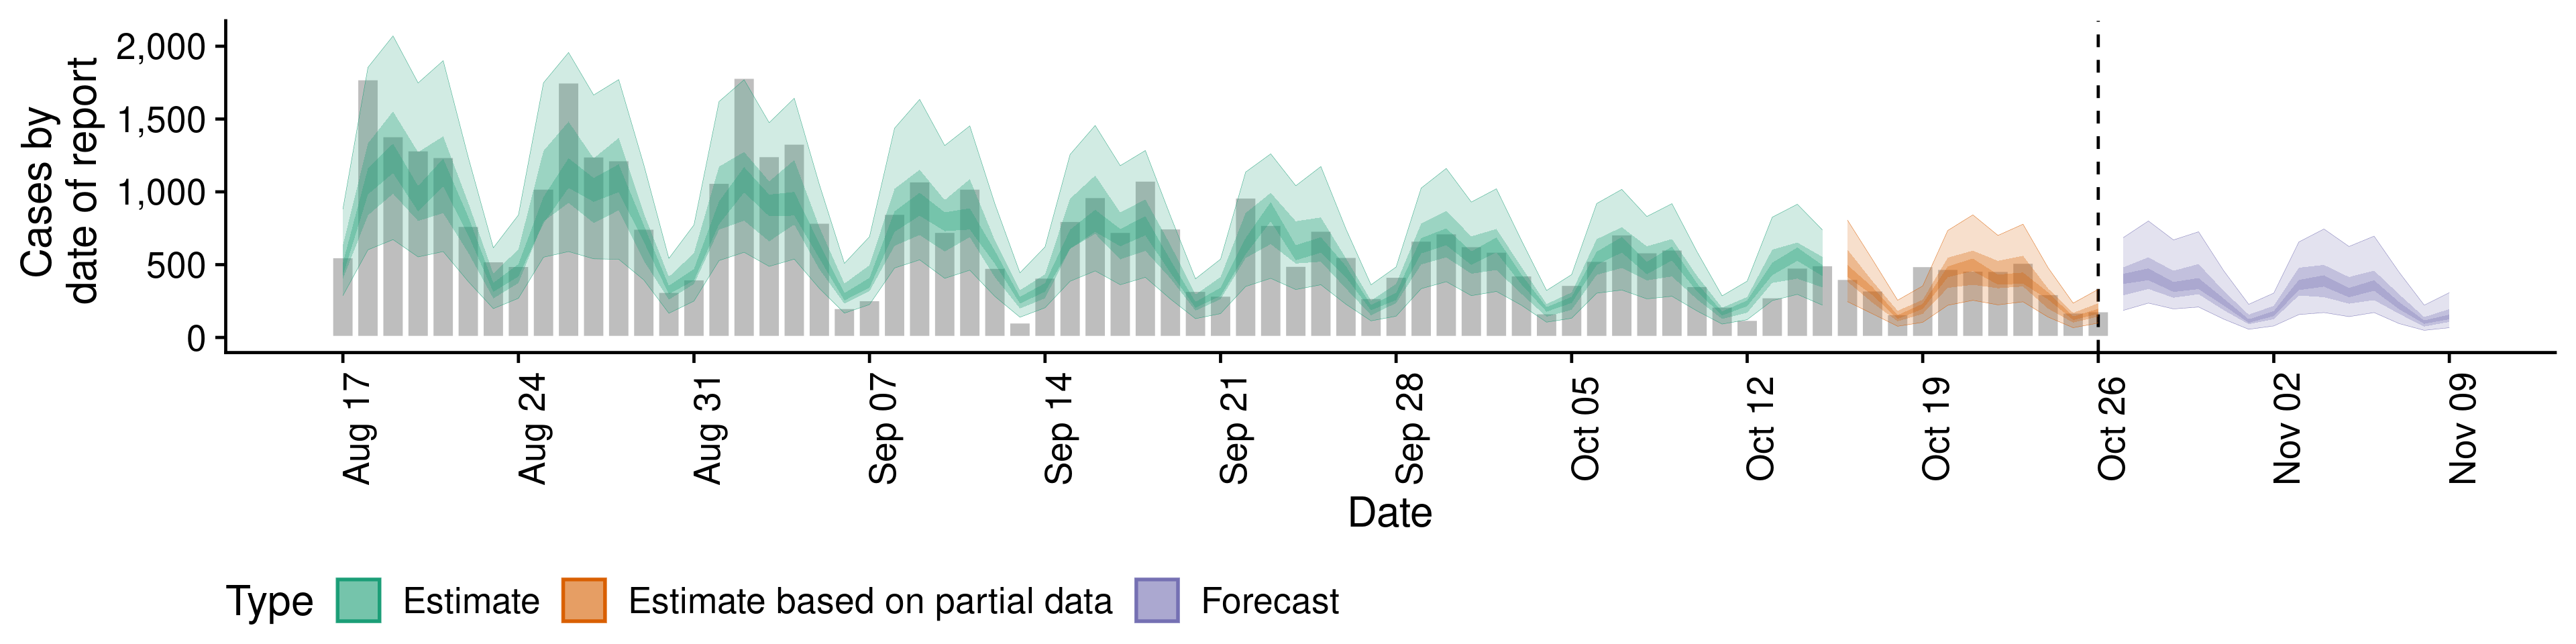 Cases by
date of report
2,000
1,500
1,000
500
0
Aug 17
Aug 24
Aug 31
Sep 07
Sep 14
Sep 21
Sep 28
Oct 05
Oct 12
Oct 19
Oct 26
Nov 02
Nov 09
Date
Type Estimate Estimate based on partial data Forecast